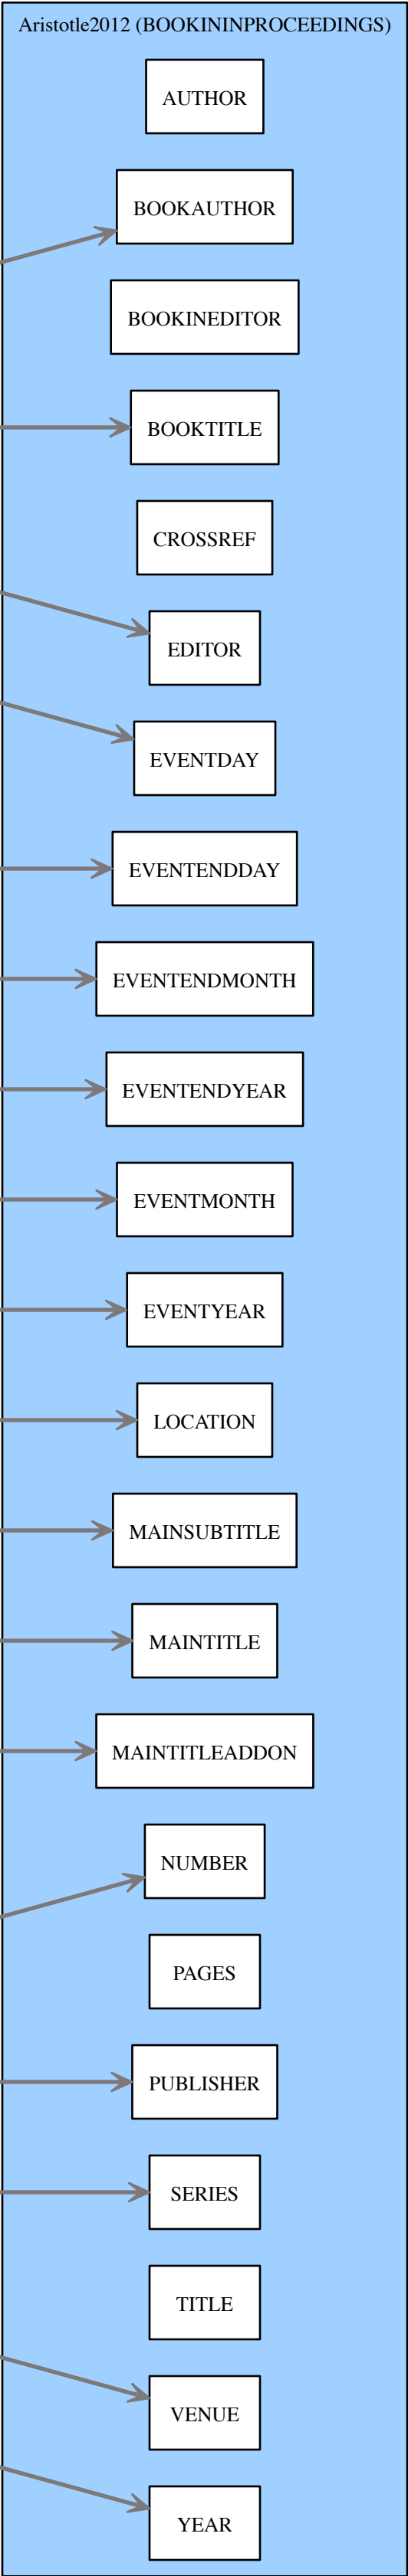 Aristotle2012 (BOOKININPROCEEDINGS)
AUTHOR
BOOKAUTHOR
BOOKINEDITOR
BOOKTITLE
CROSSREF
EDITOR
EVENTDAY
EVENTENDDAY
EVENTENDMONTH
EVENTENDYEAR
EVENTMONTH
EVENTYEAR
LOCATION
MAINSUBTITLE
MAINTITLE
MAINTITLEADDON
NUMBER
PAGES
PUBLISHER
SERIES
TITLE
VENUE
YEAR